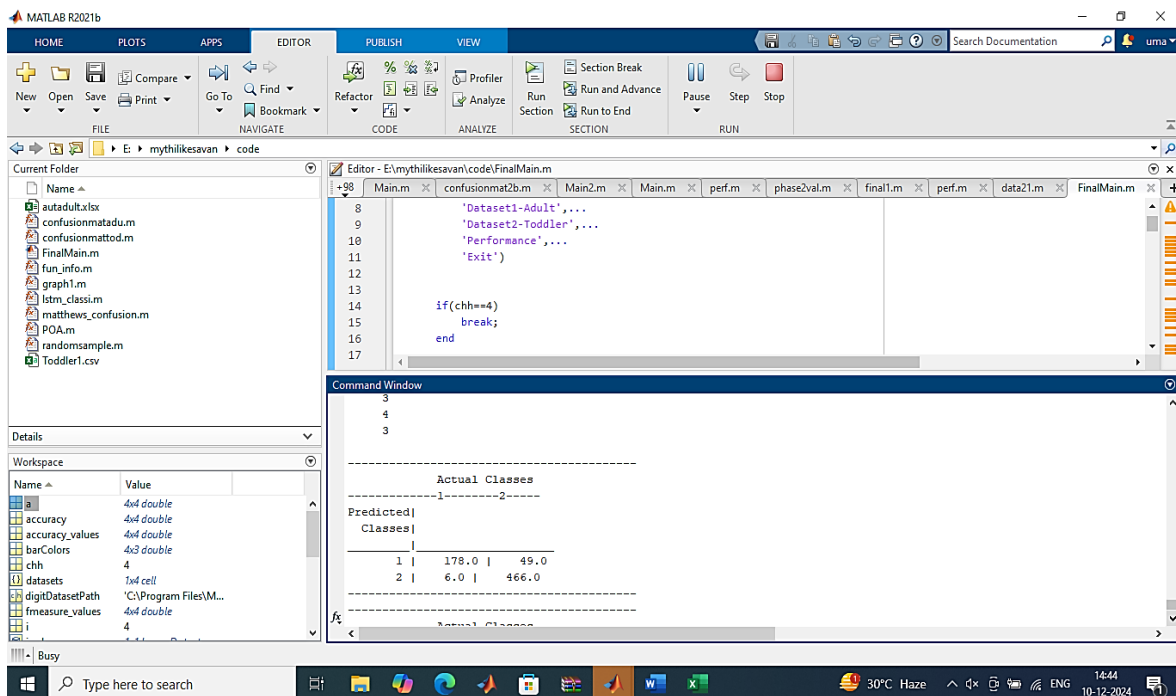 MATLAB R2021b
HOME PLOTS APPS EDITOR PUBLISH VIEW Search Documentation uma
New Open Save Compare Print Go To Find Bookmark Refactor Profiler Analyze Run Section Section Break Run and Advance Run to End Pause Step Stop
FILE NAVIGATE CODE ANALYZE SECTION RUN
E: mythilikesavan code
Current Folder
Name
autadult.xlsx
confusionmatadu.m
confusionmattod.m
FinalMain.m
fun_info.m
graph1.m
lstm_classi.m
matthews_confusion.m
POA.m
randomsample.m
Toddler1.csv
Details
Workspace
Name Value
a 4x4 double
accuracy 4x4 double
accuracy_values 4x4 double
barColors 4x3 double
chh 4
datasets 1x4 cell
digitDatasetPath 'C:\Program Files\M...
fmeasure_values 4x4 double
i 4
Editor - E:\mythilikesavan\code\FinalMain.m
+98 Main.m confusionmat2b.m Main2.m Main.m perf.m phase2val.m final1.m perf.m data21.m FinalMain.m
8 'Dataset1-Adult',...
9 'Dataset2-Toddler',...
10 'Performance',...
11 'Exit')
12
13
14 if(chh==4)
15 break;
16 end
17
Command Window
3
4
3
------------------------------------------
Actual Classes
-------------1--------2-----
Predicted|
Classes|
_________|____________________
1 | 178.0 | 49.0
2 | 6.0 | 466.0
------------------------------------------
------------------------------------------
Actual Classes
fx
Busy
Type here to search 30°C Haze ENG 14:44
10-12-2024